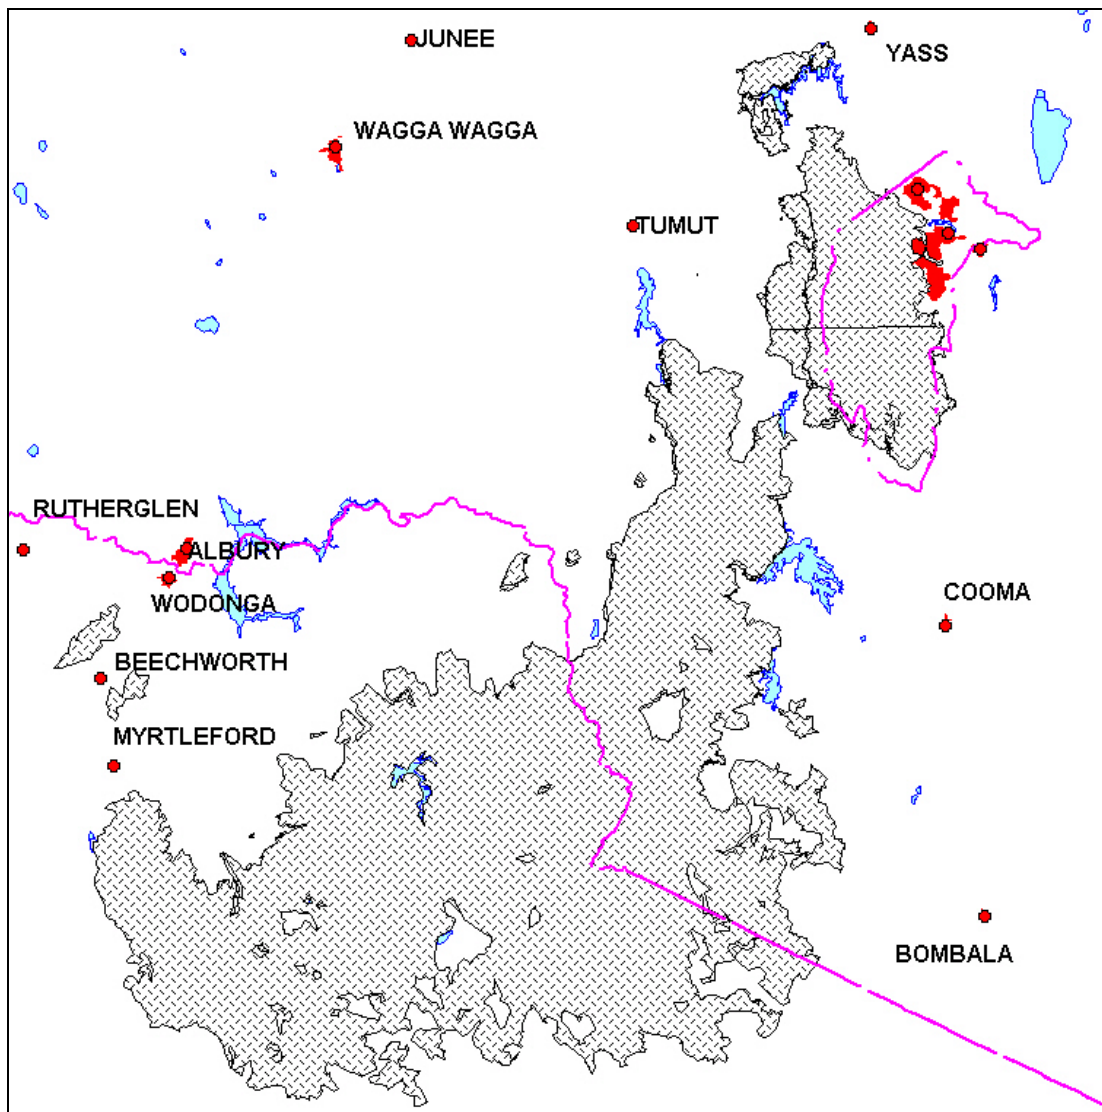 JUNEE
YASS
WAGGA WAGGA
TUMUT
RUTHERGLEN
ALBURY
WODONGA
COOMA
BEECHWORTH
MYRTLEFORD
BOMBALA